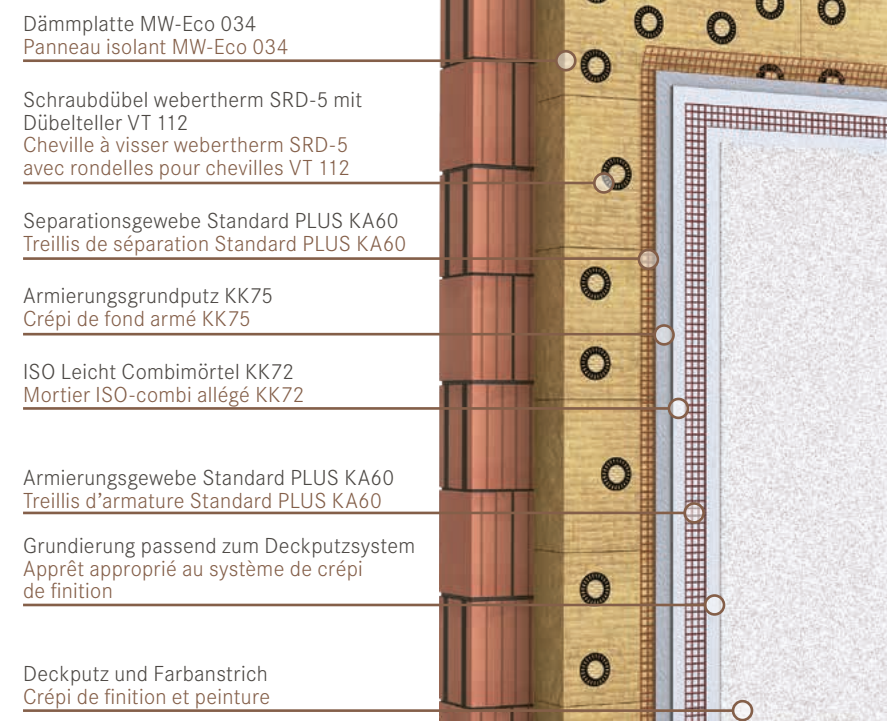 Dämmplatte MW-Eco 034
Panneau isolant MW-Eco 034
Schraubdübel webertherm SRD-5 mit
Dübelteller VT 112
Cheville à visser webertherm SRD-5
avec rondelles pour chevilles VT 112
Separationsgewebe Standard PLUS KA60
Treillis de séparation Standard PLUS KA60
Armierungsgrundputz KK75
Crépi de fond armé KK75
ISO Leicht Combimörtel KK72
Mortier ISO-combi allégé KK72
Armierungsgewebe Standard PLUS KA60
Treillis d'armature Standard PLUS KA60
Grundierung passend zum Deckputzsystem
Apprêt approprié au système de crépi
de finition
Deckputz und Farbanstrich
Crépi de finition et peinture